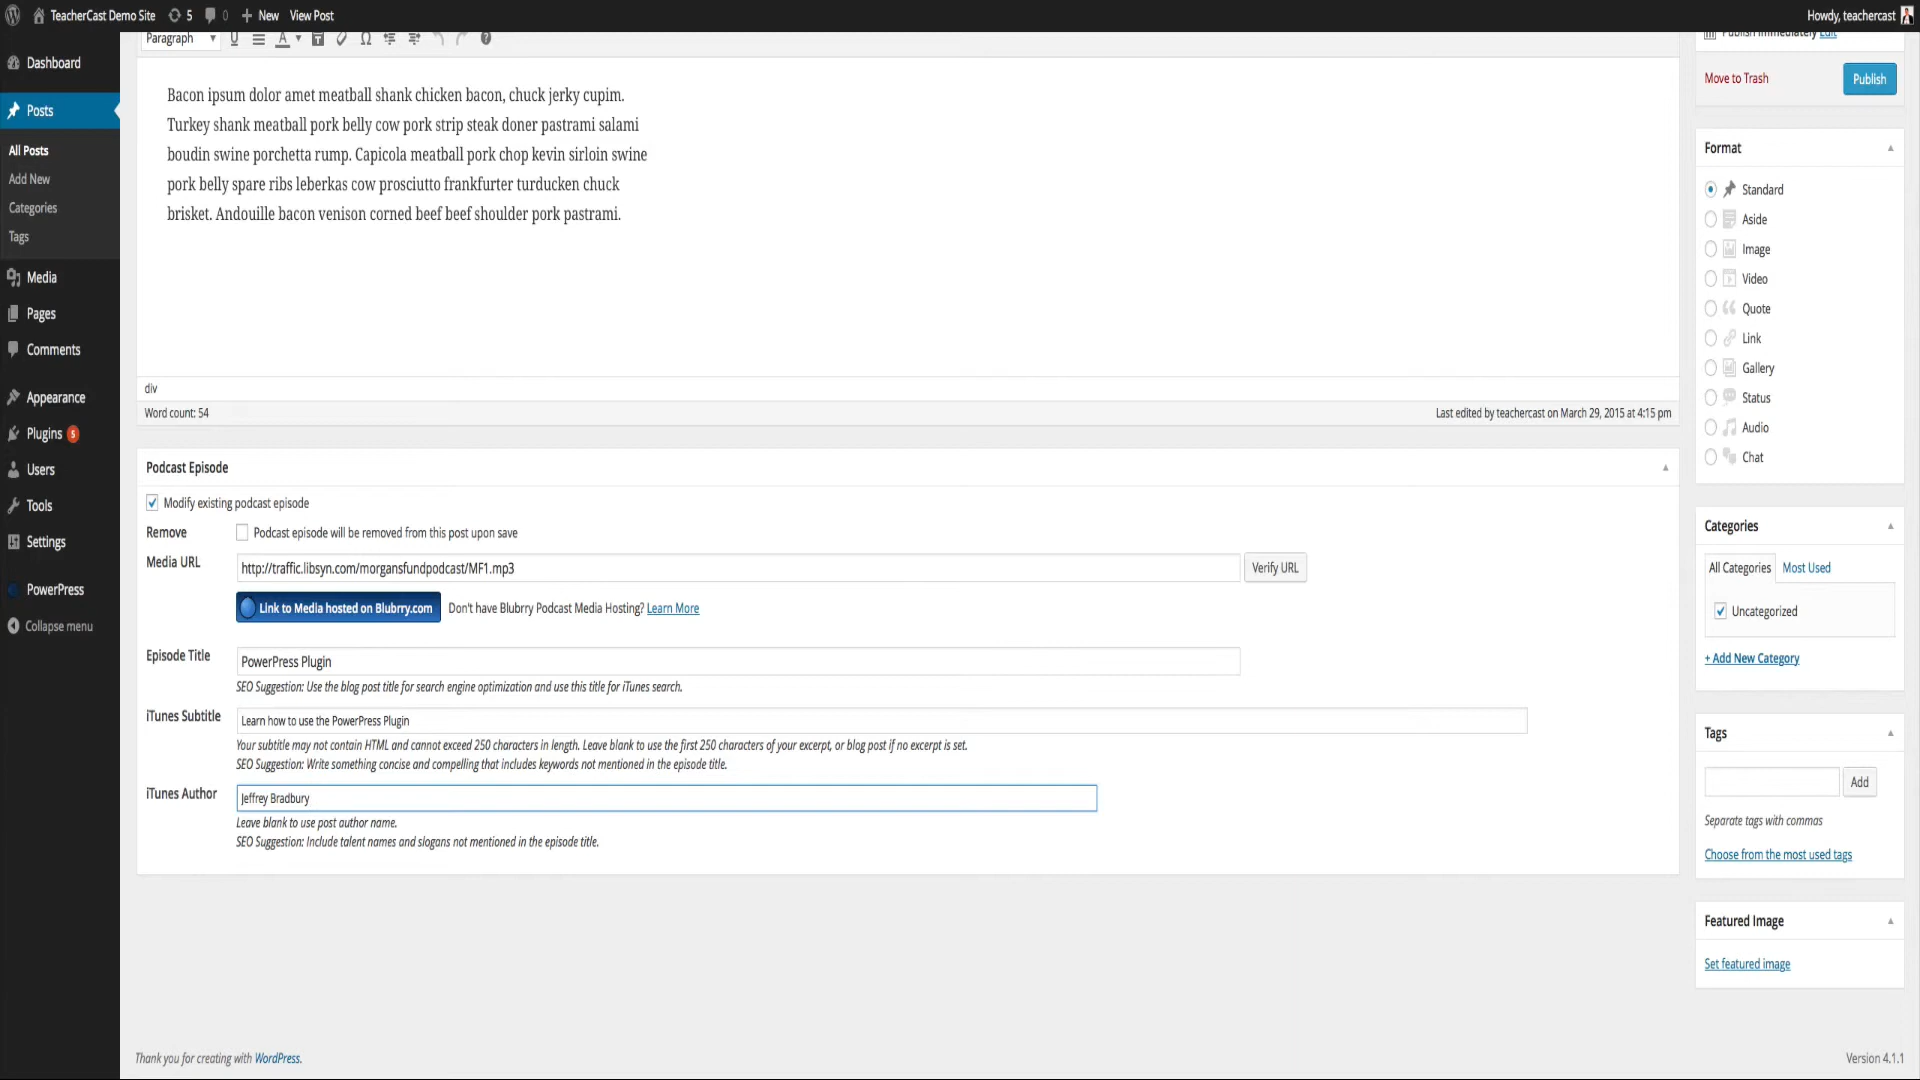 TeacherCast Demo Site 5 0 + New View Post Howdy, teachercast
Dashboard
Posts
All Posts
Add New
Categories
Tags
Media
Pages
Comments
Appearance
Plugins 5
Users
Tools
Settings
PowerPress
Collapse menu
Paragraph
Bacon ipsum dolor amet meatball shank chicken bacon, chuck jerky cupim.
Turkey shank meatball pork belly cow pork strip steak doner pastrami salami
boudin swine porchetta rump. Capicola meatball pork chop kevin sirloin swine
pork belly spare ribs leberkas cow prosciutto frankfurter turducken chuck
brisket. Andouille bacon venison corned beef beef shoulder pork pastrami.
div
Word count: 54 Last edited by teachercast on March 29, 2015 at 4:15 pm
Podcast Episode
Modify existing podcast episode
Remove Podcast episode will be removed from this post upon save
Media URL http://traffic.libsyn.com/morgansfundpodcast/MF1.mp3 Verify URL
Link to Media hosted on Blubrry.com Don't have Blubrry Podcast Media Hosting? Learn More
Episode Title PowerPress Plugin
SEO Suggestion: Use the blog post title for search engine optimization and use this title for iTunes search.
iTunes Subtitle Learn how to use the PowerPress Plugin
Your subtitle may not contain HTML and cannot exceed 250 characters in length. Leave blank to use the first 250 characters of your excerpt, or blog post if no excerpt is set.
SEO Suggestion: Write something concise and compelling that includes keywords not mentioned in the episode title.
iTunes Author Jeffrey Bradbury
Leave blank to use post author name.
SEO Suggestion: Include talent names and slogans not mentioned in the episode title.
Publish immediately Edit
Move to Trash Publish
Format
Standard
Aside
Image
Video
Quote
Link
Gallery
Status
Audio
Chat
Categories
All Categories Most Used
Uncategorized
+ Add New Category
Tags
Add
Separate tags with commas
Choose from the most used tags
Featured Image
Set featured image
Thank you for creating with WordPress. Version 4.1.1